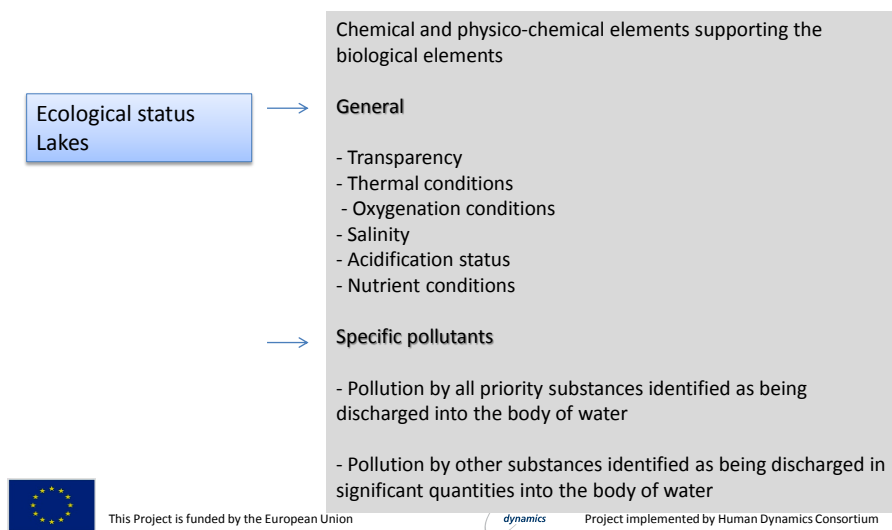 Chemical and physico-chemical elements supporting the
biological elements
Ecological status
Lakes
General
- Transparency
- Thermal conditions
- Oxygenation conditions
- Salinity
- Acidification status
- Nutrient conditions
Specific pollutants
- Pollution by all priority substances identified as being
discharged into the body of water
- Pollution by other substances identified as being discharged in
significant quantities into the body of water
This Project is funded by the European Union
dynamics
Project implemented by Human Dynamics Consortium